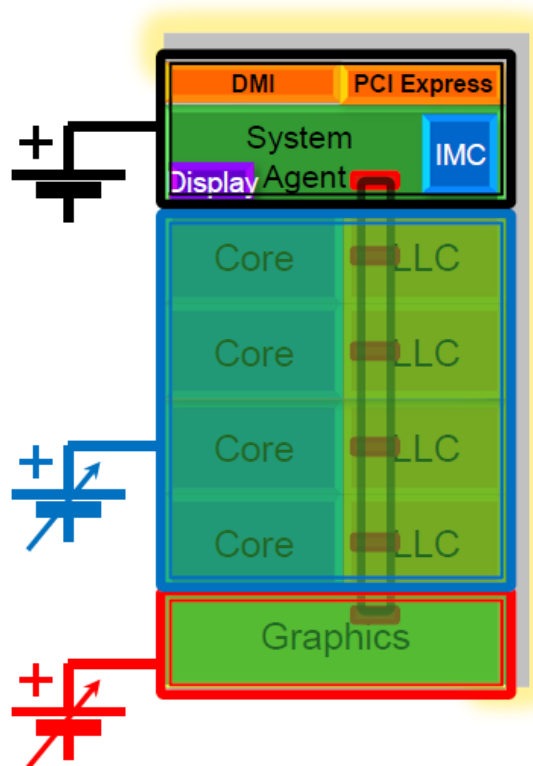 DMI PCI Express
+
System
Agent
IMC
Display
Core LLC
Core LLC
+
Core LLC
Core LLC
Graphics
+